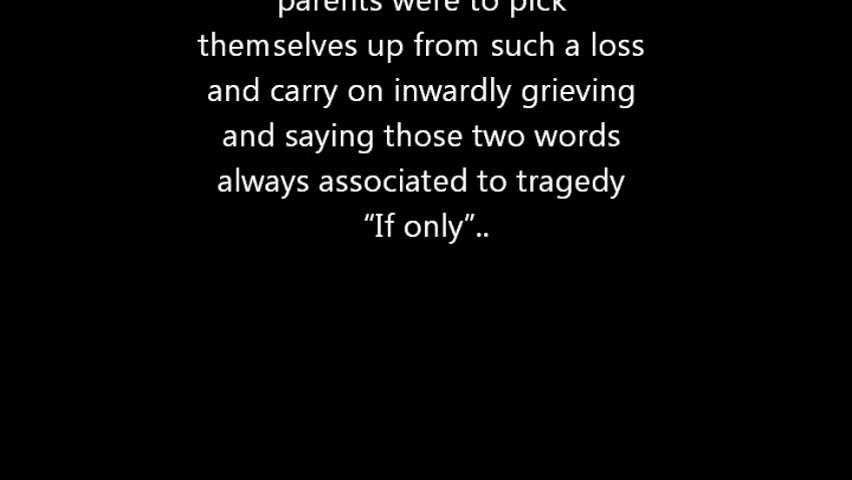 parents were to pick
themselves up from such a loss
and carry on inwardly grieving
and saying those two words
always associated to tragedy
“If only”..